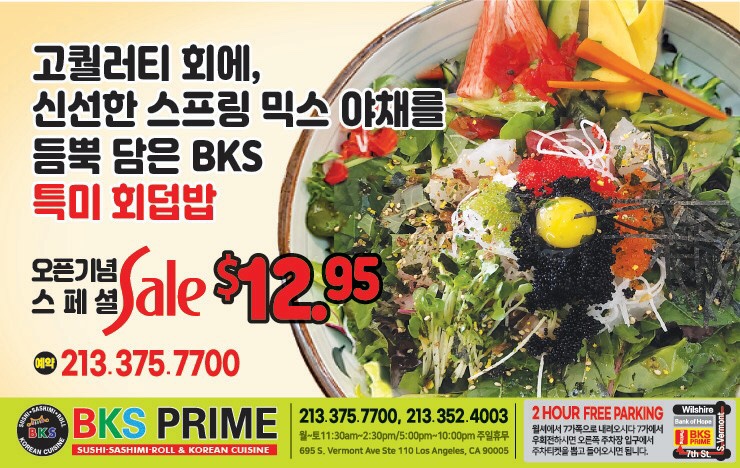 고퀄러티 회에,
신선한 스프링 믹스 야채를
듬뿍 담은 BKS
특미 회덥밥
오픈기념
스페셜
Sale $12.95
예약 213.375.7700
SUSHI•SASHIMI•ROLL
BKS
KOREAN CUISINE
BKS PRIME
SUSHI·SASHIMI·ROLL & KOREAN CUISINE
213.375.7700, 213.352.4003
월~토11:30am~2:30pm/5:00pm~10:00pm 주일휴무
695 S. Vermont Ave Ste 110 Los Angeles, CA 90005
2 HOUR FREE PARKING
윌셔에서 7가쪽으로 내려오시다 7가에서
우회전하시면 오른쪽 주차장 입구에서
주차티켓을 뽑고 들어오시면 됩니다.
Wilshire
Bank of Hope
BKS
PRIME
7th St.
S. Vermont